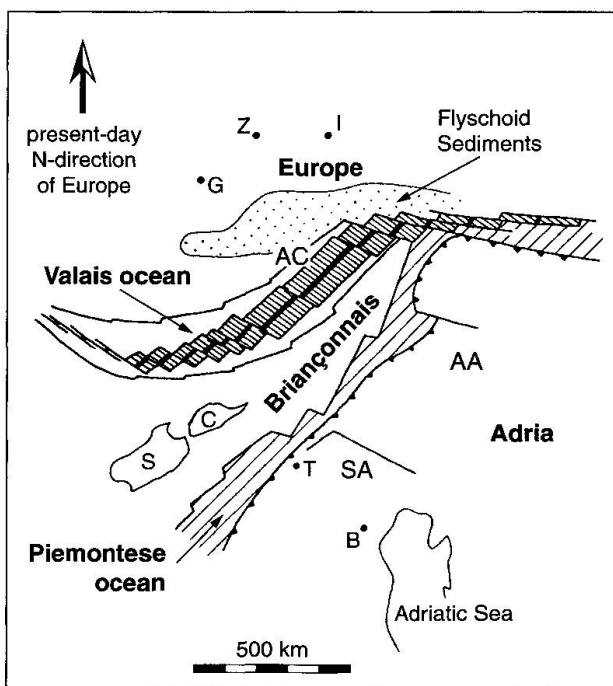 present-day
N-direction
of Europe
Z
I
Flyschoid
Sediments
G
Europe
AC
Valais ocean
Briançonnais
AA
C
S
Adria
T
SA
B
Piemontese
ocean
Adriatic Sea
500 km